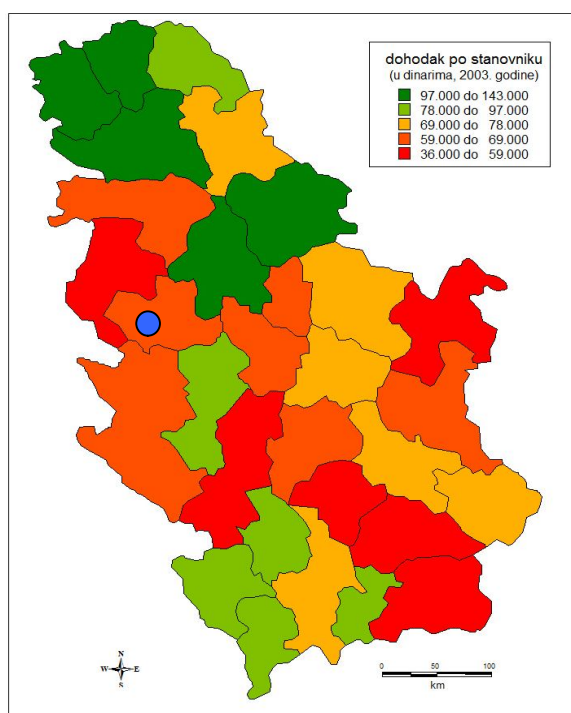 dohodak po stanovniku
(u dinarima, 2003. godine)
97.000 do 143.000
78.000 do 97.000
69.000 do 78.000
59.000 do 69.000
36.000 do 59.000
N
W E
S
0 50 100
km